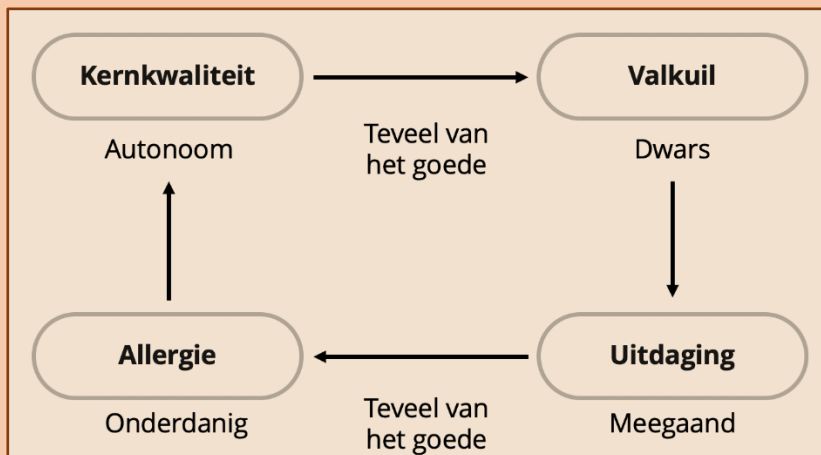 Kernkwaliteit
Valkuil
Autonoom
Teveel van
het goede
Dwars
Allergie
Uitdaging
Onderdanig
Teveel van
het goede
Meegaand